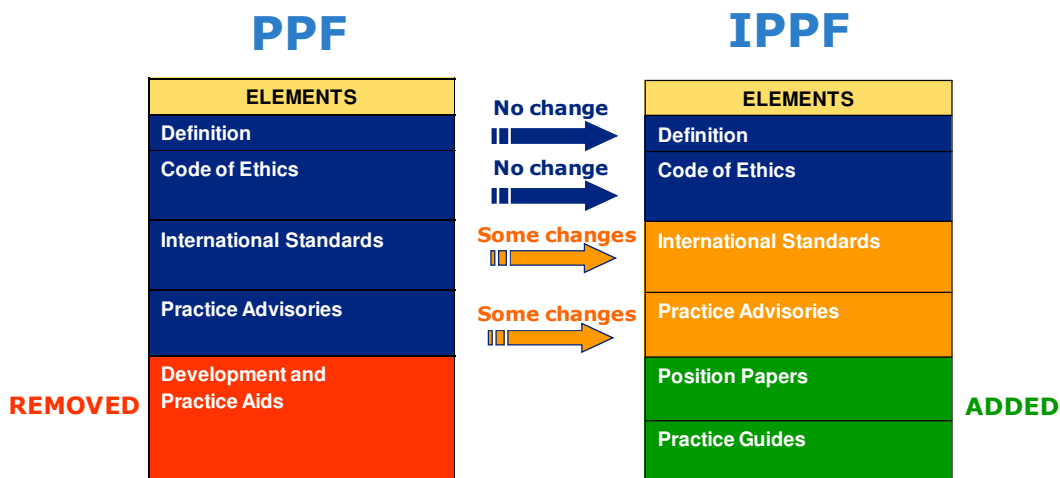 PPF
IPPF
ELEMENTS
Definition
Code of Ethics
International Standards
Practice Advisories
Development and
Practice Aids
REMOVED
No change
No change
Some changes
Some changes
ELEMENTS
Definition
Code of Ethics
International Standards
Practice Advisories
Position Papers
Practice Guides
ADDED